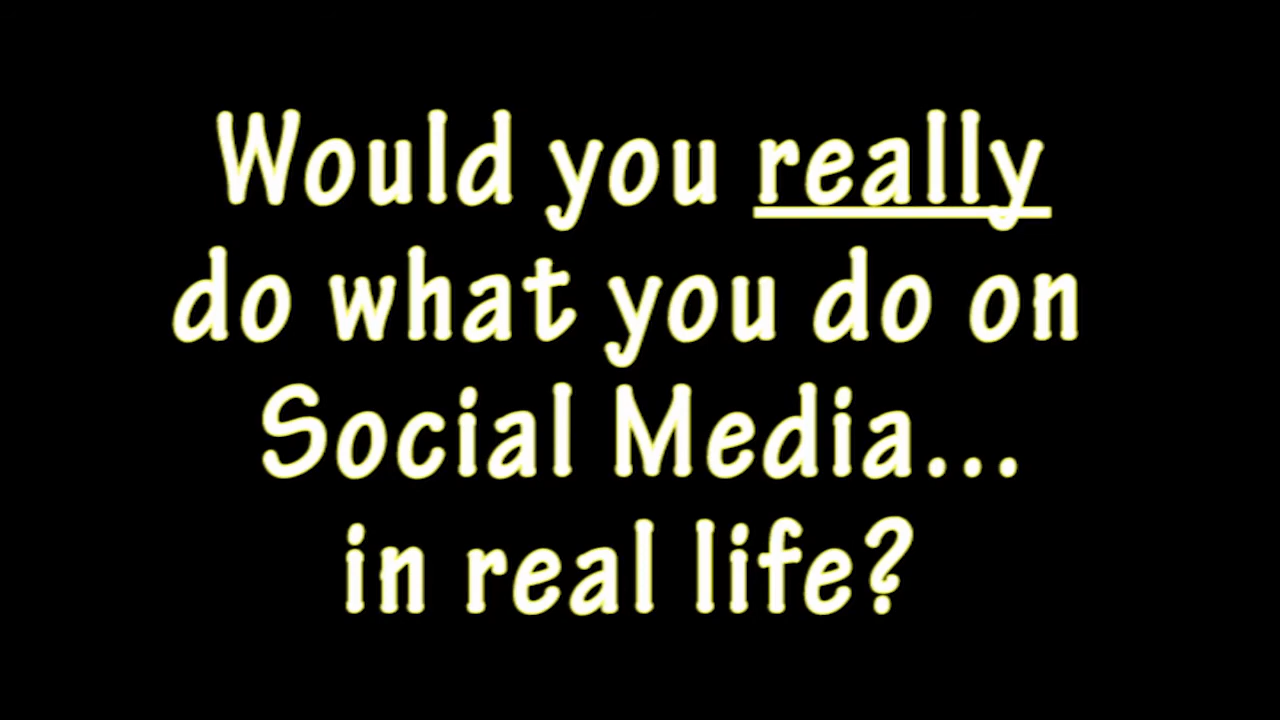 Would you really
do what you do on
Social Media...
in real life?